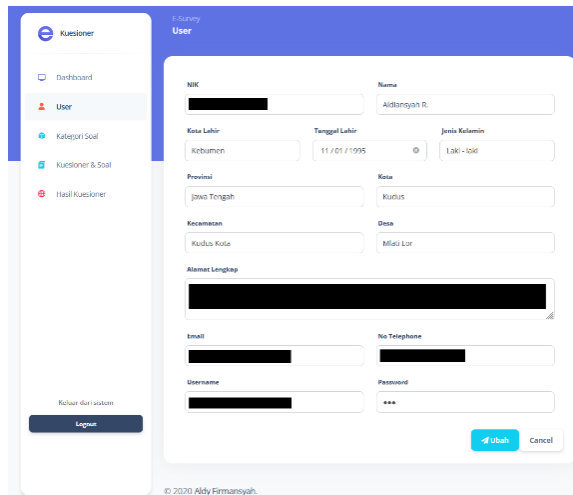 Kuesioner
Dashboard
User
Kategori Soal
Kuesioner & Soal
Hasil Kuesioner
Keluar dari sistem
Logout
E-Survey
User
NIK
Nama
Aldiansyah R.
Kota Lahir
Tanggal Lahir
Jenis Kelamin
Kebumen
11 / 01 / 1995
Laki - laki
Provinsi
Kota
Jawa Tengah
Kudus
Kecamatan
Desa
Kudus Kota
Mlati Lor
Alamat Lengkap
Email
No Telephone
Username
Password
Ubah
Cancel
© 2020 Aldy Firmansyah.